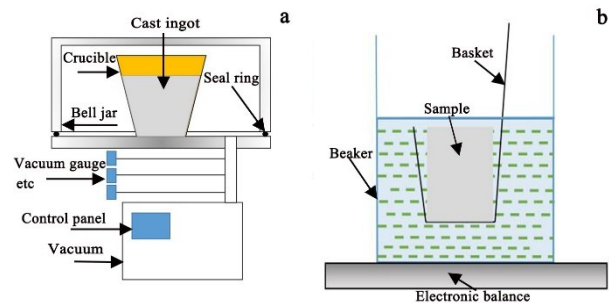 a
Cast ingot
Crucible
Seal ring
Bell jar
Vacuum gauge
etc
Control panel
Vacuum
b
Basket
Sample
Beaker
Electronic balance